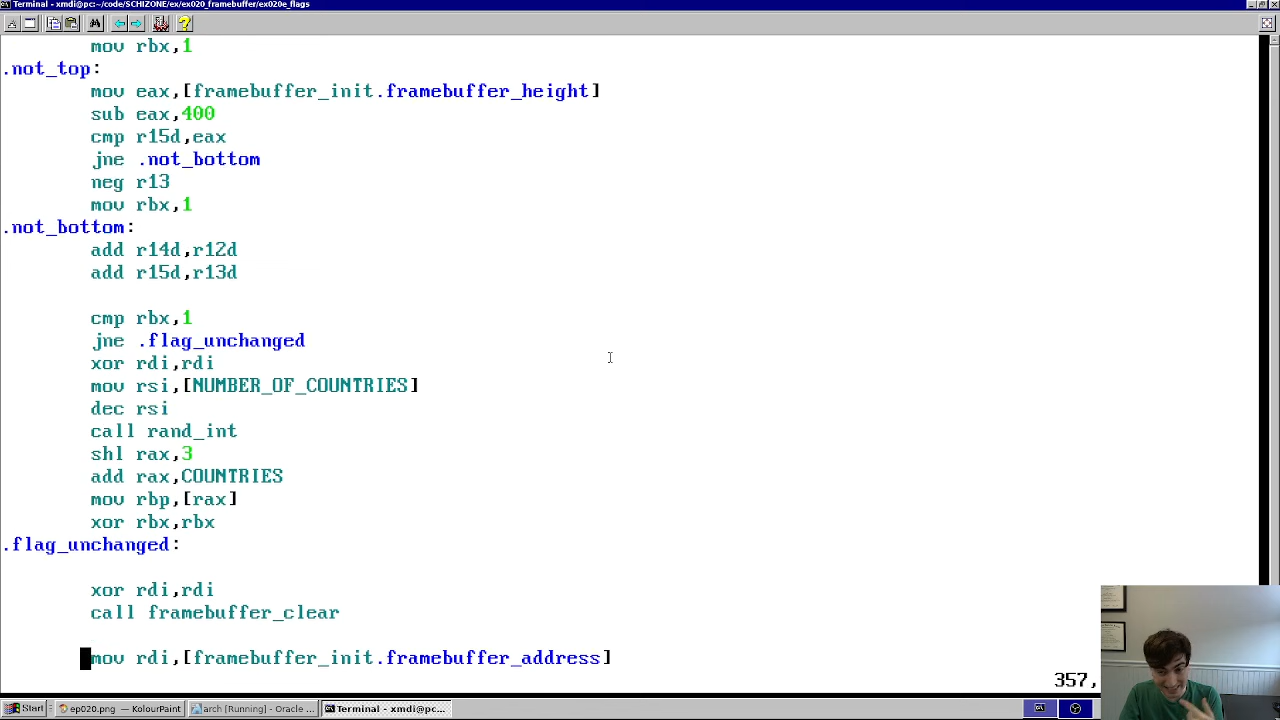 Terminal - xmdi@pc:~/code/SCHIZONE/ex/ex020_framebuffer/ex020e_flags
mov rbx,1
.not_top:
mov eax,[framebuffer_init.framebuffer_height]
sub eax,400
cmp r15d,eax
jne .not_bottom
neg r13
mov rbx,1
.not_bottom:
add r14d,r12d
add r15d,r13d
cmp rbx,1
jne .flag_unchanged
xor rdi,rdi
mov rsi,[NUMBER_OF_COUNTRIES]
dec rsi
call rand_int
shl rax,3
add rax,COUNTRIES
mov rbp,[rax]
xor rbx,rbx
.flag_unchanged:
xor rdi,rdi
call framebuffer_clear
mov rdi,[framebuffer_init.framebuffer_address]
357,
Start
ep020.png — KolourPaint
arch [Running] - Oracle ...
Terminal - xmdi@pc...